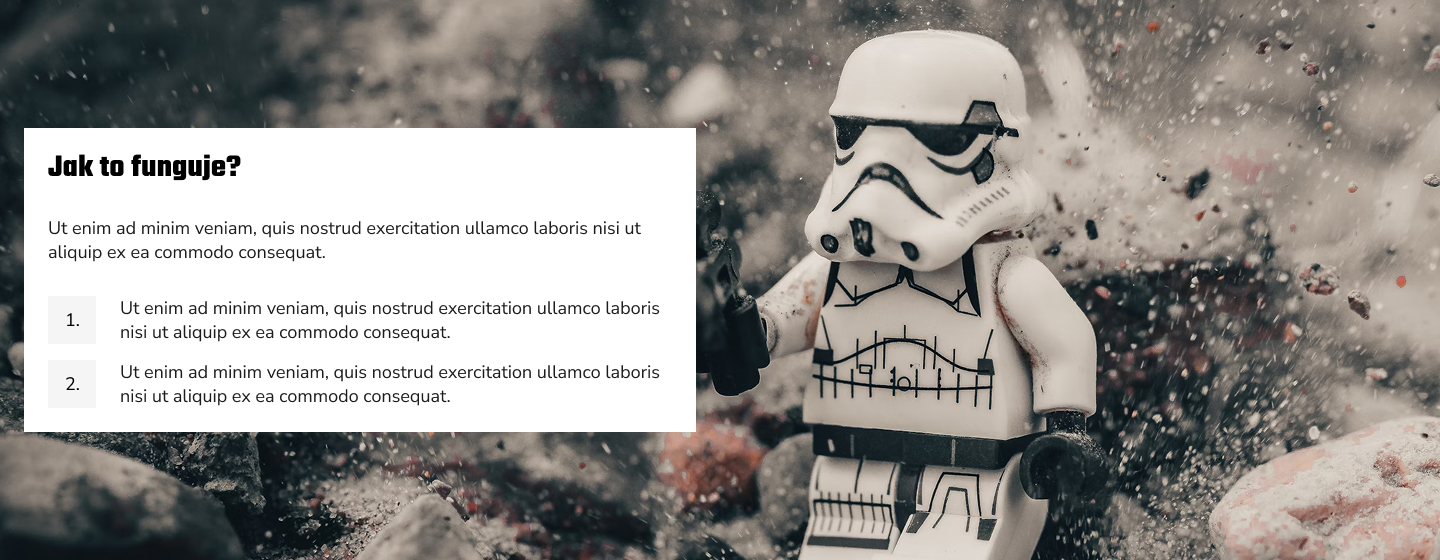 Jak to funguje?
Ut enim ad minim veniam, quis nostrud exercitation ullamco laboris nisi ut
aliquip ex ea commodo consequat.
1. Ut enim ad minim veniam, quis nostrud exercitation ullamco laboris
nisi ut aliquip ex ea commodo consequat.
2. Ut enim ad minim veniam, quis nostrud exercitation ullamco laboris
nisi ut aliquip ex ea commodo consequat.